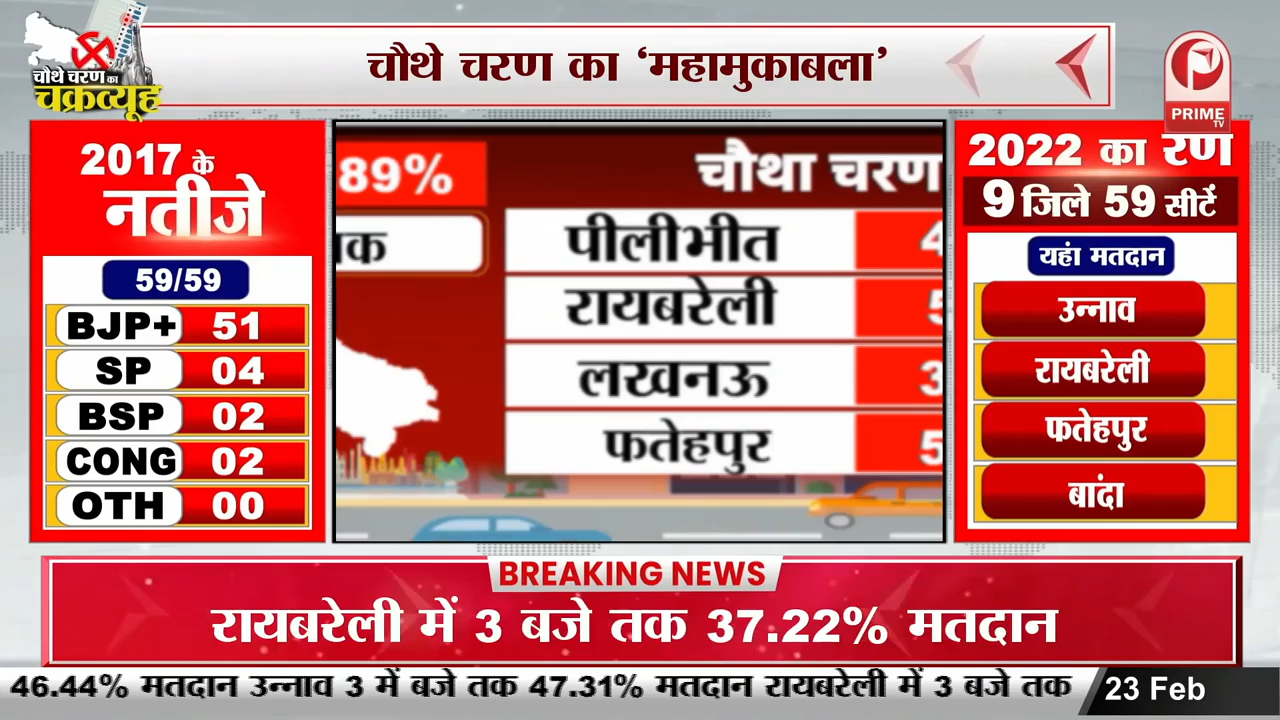 चौथे चरण का
चक्रव्यूह
चौथे चरण का ‘महामुकाबला’
PRIME
TV
2017 के
नतीजे
59/59
BJP+ 51
SP 04
BSP 02
CONG 02
OTH 00
89%
चौथा चरण
पीलीभीत
रायबरेली
लखनऊ
फतेहपुर
2022 का रण
9 जिले 59 सीटें
यहां मतदान
उन्नाव
रायबरेली
फतेहपुर
बांदा
BREAKING NEWS
रायबरेली में 3 बजे तक 37.22% मतदान
46.44% मतदान उन्नाव 3 में बजे तक 47.31% मतदान रायबरेली में 3 बजे तक
23 Feb